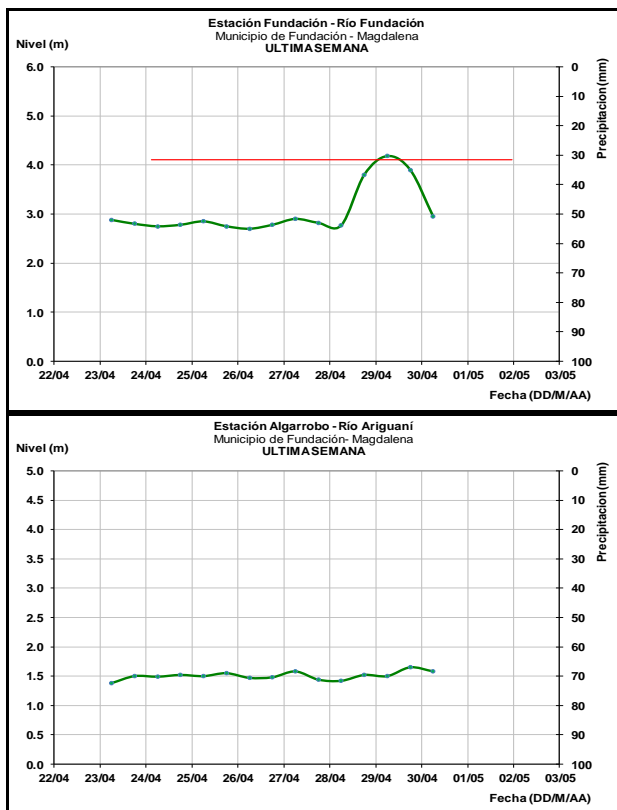 Estación Fundación - Río Fundación
Municipio de Fundación - Magdalena
ULTIMA SEMANA
Nivel (m)
Precipitacion (mm)
6.0
5.0
4.0
3.0
2.0
1.0
0.0
0
10
20
30
40
50
60
70
80
90
100
22/04 23/04 24/04 25/04 26/04 27/04 28/04 29/04 30/04 01/05 02/05 03/05
Fecha (DD/M/AA)
Estación Algarrobo - Río Ariguaní
Municipio de Fundación- Magdalena
ULTIMA SEMANA
Nivel (m)
Precipitacion (mm)
5.0
4.5
4.0
3.5
3.0
2.5
2.0
1.5
1.0
0.5
0.0
0
10
20
30
40
50
60
70
80
90
100
22/04 23/04 24/04 25/04 26/04 27/04 28/04 29/04 30/04 01/05 02/05 03/05
Fecha (DD/M/AA)